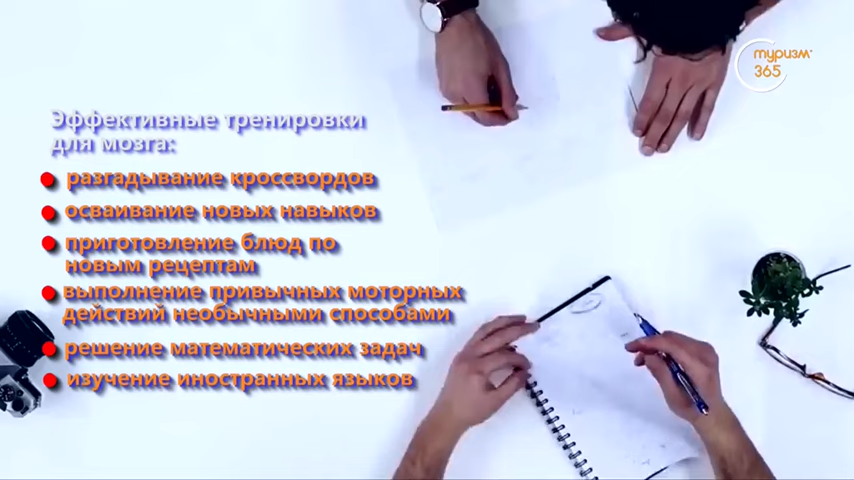 туризм
365
Эффективные тренировки
для мозга:
разгадывание кроссвордов
осваивание новых навыков
приготовление блюд по
новым рецептам
выполнение привычных моторных
действий необычными способами
решение математических задач
изучение иностранных языков